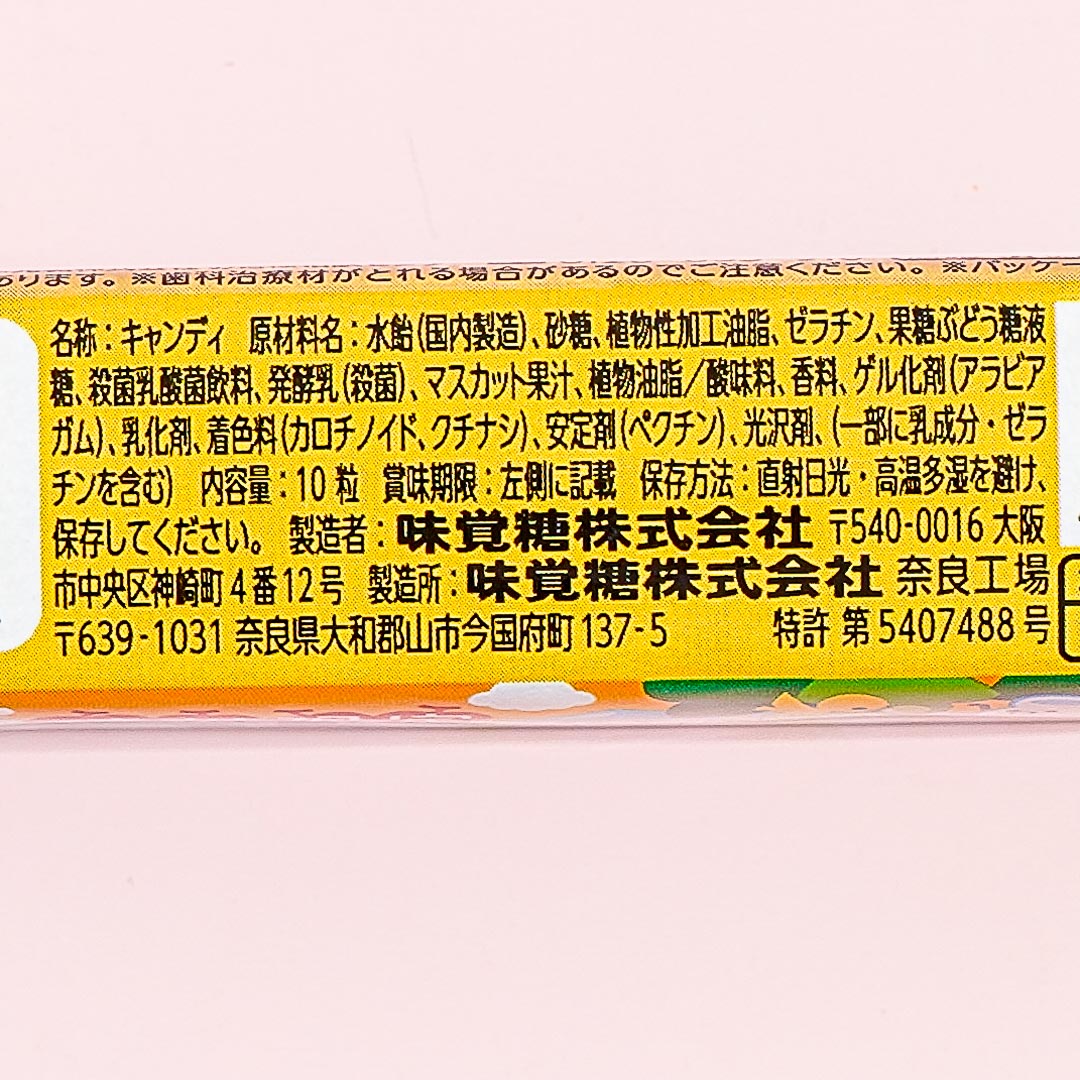 あります。※歯科治療材がとれる場合があるのでご注意ください。※パッケー
名称：キャンディ 原材料名：水飴(国内製造)、砂糖、植物性加工油脂、ゼラチン、果糖ぶどう糖液
糖、殺菌乳酸菌飲料、発酵乳(殺菌)、マスカット果汁、植物油脂／酸味料、香料、ゲル化剤(アラビア
ガム)、乳化剤、着色料(カロチノイド、クチナシ)、安定剤(ペクチン)、光沢剤、(一部に乳成分・ゼラ
チンを含む) 内容量：10粒 賞味期限：左側に記載 保存方法：直射日光・高温多湿を避け、
保存してください。 製造者：味覚糖株式会社 〒540-0016 大阪
市中央区神崎町4番12号 製造所：味覚糖株式会社 奈良工場
〒639-1031 奈良県大和郡山市今国府町137-5 特許 第5407488号